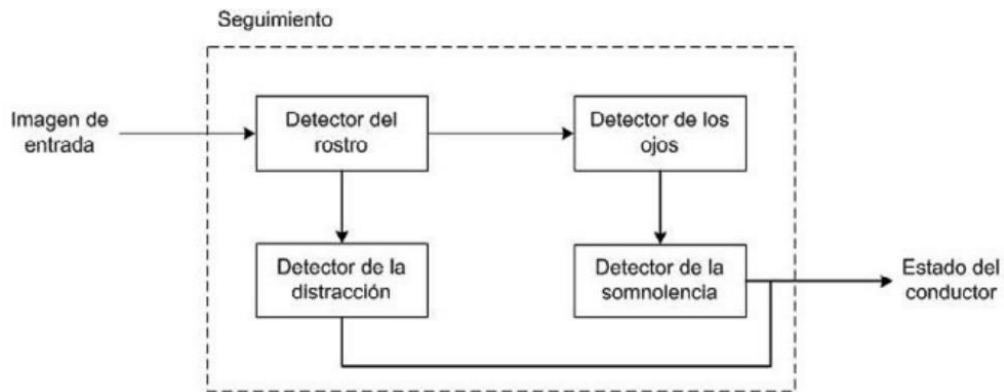 Seguimiento
Imagen de
entrada
Detector del
rostro
Detector de los
ojos
Detector de la
distracción
Detector de la
somnolencia
Estado del
conductor